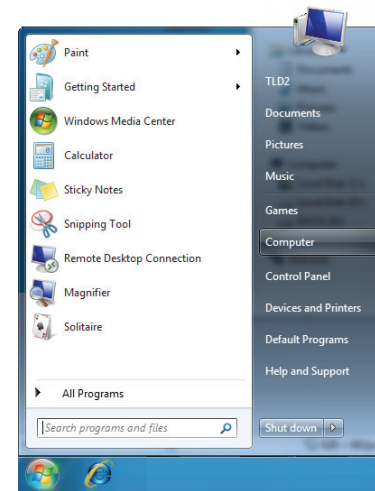 Paint
Getting Started
Windows Media Center
Calculator
Sticky Notes
Snipping Tool
Remote Desktop Connection
Magnifier
Solitaire
All Programs
Search programs and files
TLD2
Documents
Pictures
Music
Games
Computer
Control Panel
Devices and Printers
Default Programs
Help and Support
Shut down